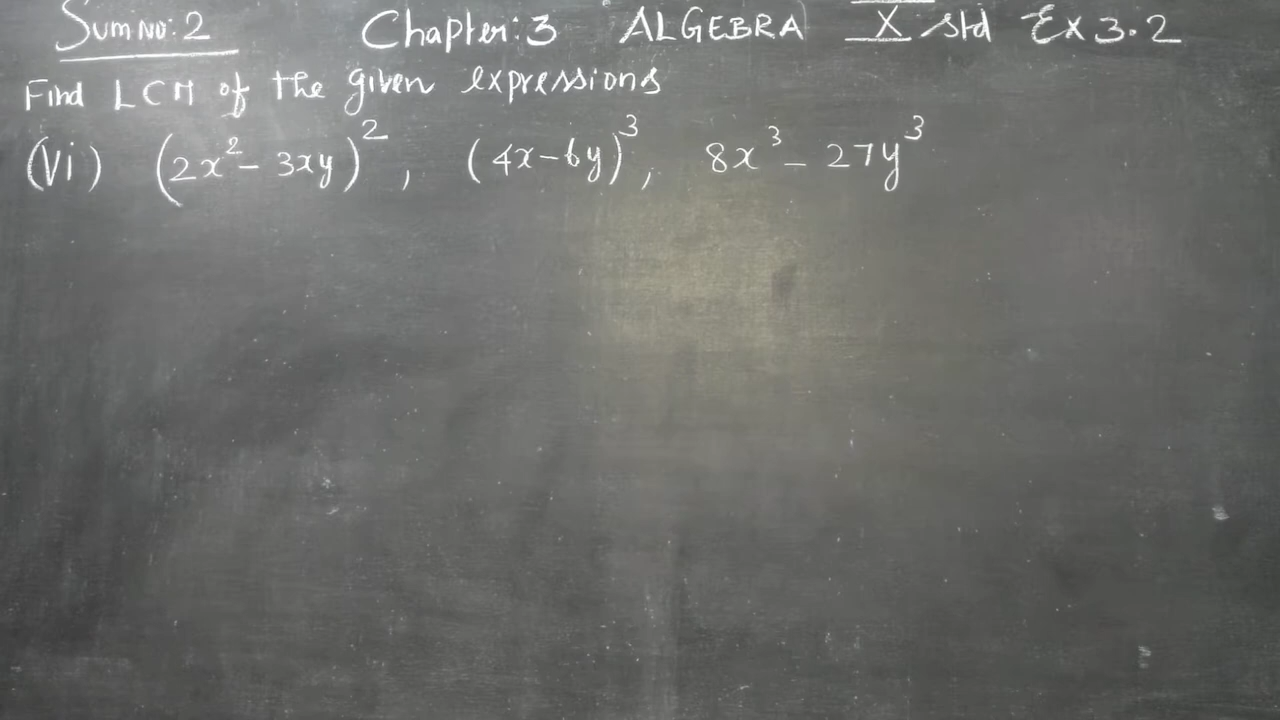 Sum No: 2 Chapter: 3 ALGEBRA X std Ex 3.2
Find LCM of the given expressions
(Vi) (2x² - 3xy)², (4x - 6y)³, 8x³ - 27y³